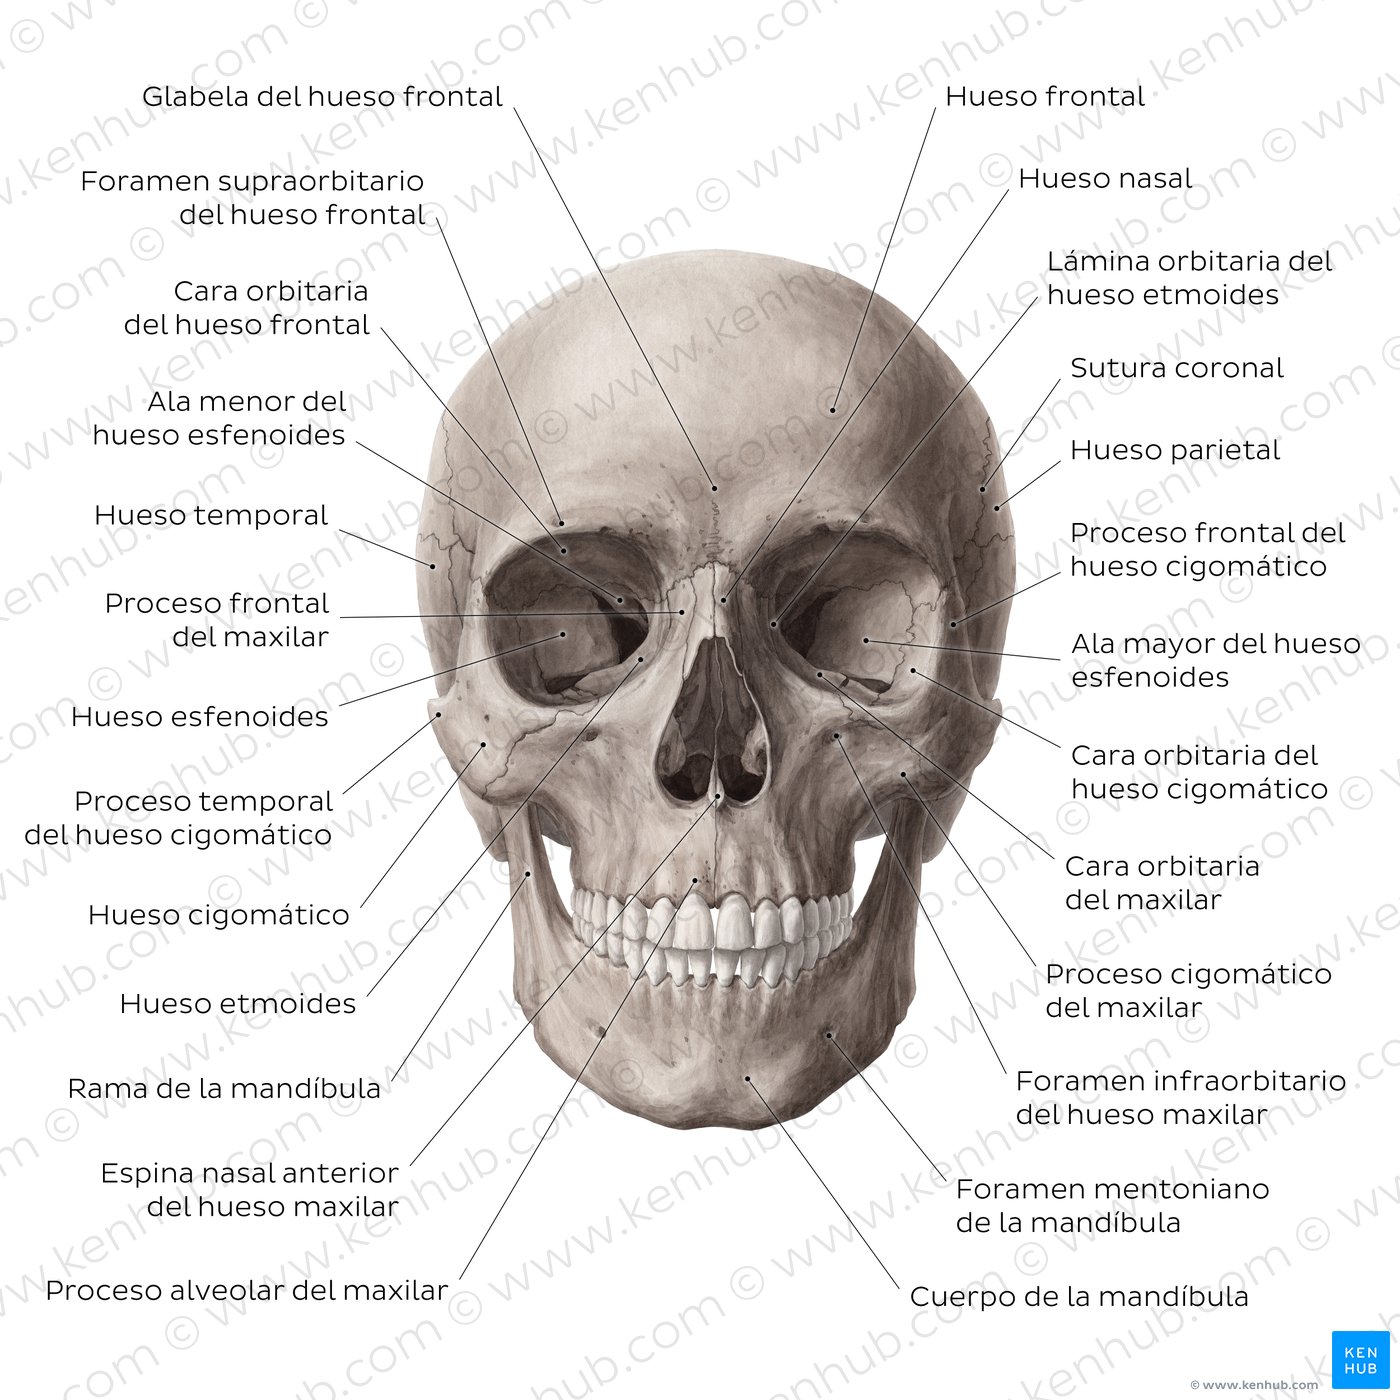 Glabela del hueso frontal
Foramen supraorbitario
del hueso frontal
Cara orbitaria
del hueso frontal
Ala menor del
hueso esfenoides
Hueso temporal
Proceso frontal
del maxilar
Hueso esfenoides
Proceso temporal
del hueso cigomático
Hueso cigomático
Hueso etmoides
Rama de la mandíbula
Espina nasal anterior
del hueso maxilar
Proceso alveolar del maxilar
Hueso frontal
Hueso nasal
Lámina orbitaria del
hueso etmoides
Sutura coronal
Hueso parietal
Proceso frontal del
hueso cigomático
Ala mayor del hueso
esfenoides
Cara orbitaria del
hueso cigomático
Cara orbitaria
del maxilar
Proceso cigomático
del maxilar
Foramen infraorbitario
del hueso maxilar
Foramen mentoniano
de la mandíbula
Cuerpo de la mandíbula
KEN
HUB
© www.kenhub.com